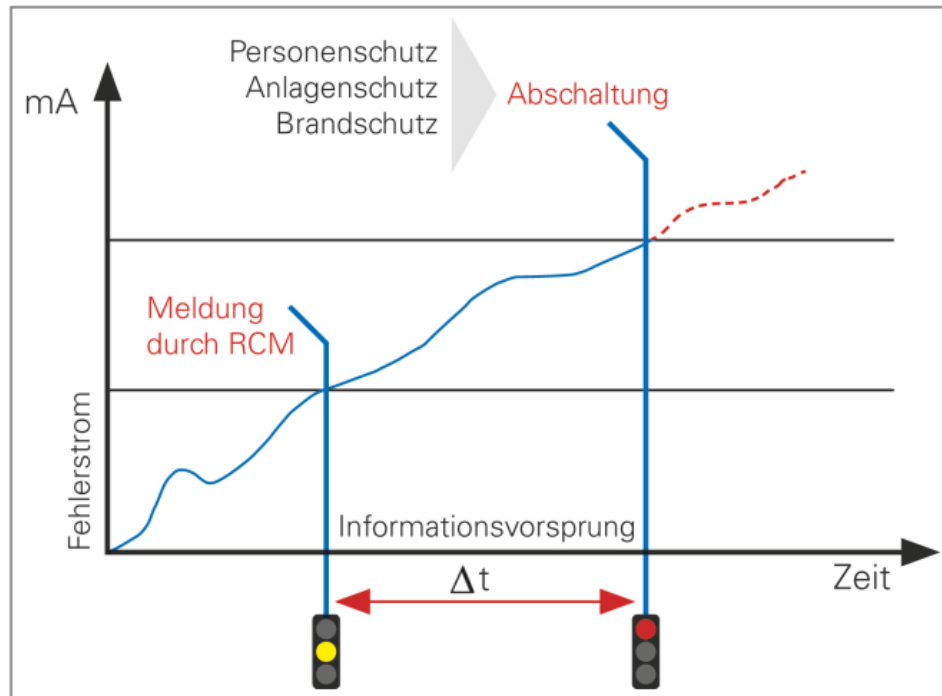 Personenschutz
Anlagenschutz
Brandschutz
Abschaltung
mA
Meldung
durch RCM
Fehlerstrom
Informationsvorsprung
Zeit
Δt